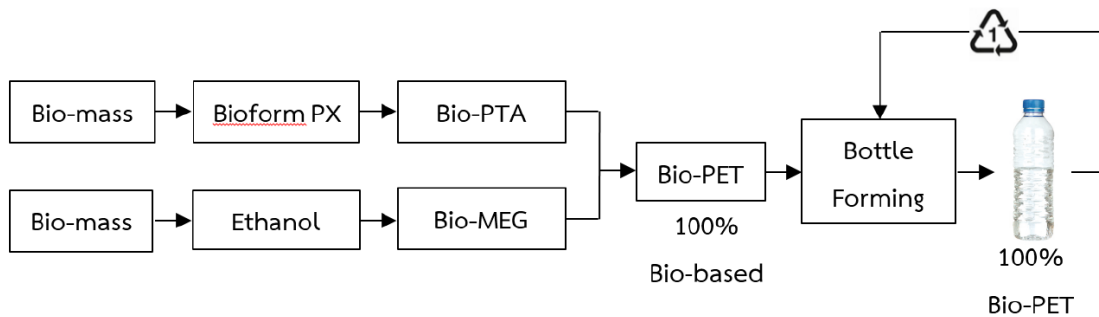 1
Bio-mass
Bioform PX
Bio-PTA
Bio-mass
Ethanol
Bio-MEG
Bio-PET
100%
Bio-based
Bottle
Forming
100%
Bio-PET